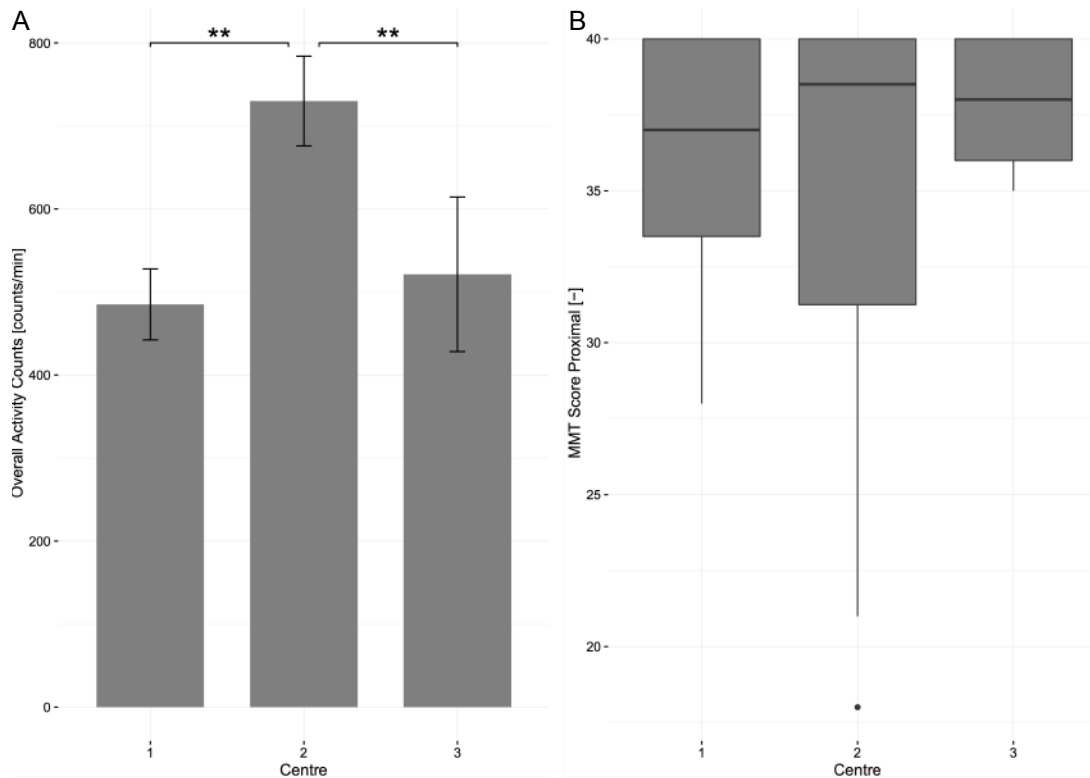 A
** **
800
600
400
200
0
Overall Activity Counts [counts/min]
1 2 3
Centre
B
40
35
30
25
20
MMT Score Proximal [-]
1 2 3
Centre